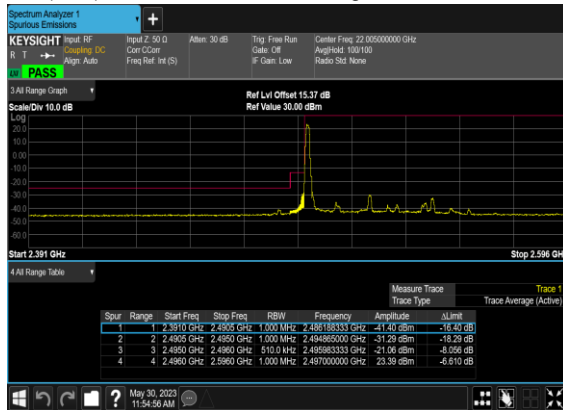 Spectrum Analyzer 1
Spurious Emissions
KEYSIGHT Input: RF Input Z: 50 Ω Atten: 30 dB Trig: Free Run Center Freq: 22.005000000 GHz
R T Coupling: DC Corr CCorr Gate: Off Avg|Hold: 100/100
Align: Auto Freq Ref: Int (S) IF Gain: Low Radio Std: None
PASS
3 All Range Graph Ref Lvl Offset 15.37 dB
Scale/Div 10.0 dB Ref Value 30.00 dBm
Log
20.0
10.0
0.00
-10.0
-20.0
-30.0
-40.0
-50.0
-60.0
Start 2.391 GHz Stop 2.596 GH
4 All Range Table
Measure Trace Trace 1
Trace Type Trace Average (Active)
Spur Range Start Freq Stop Freq RBW Frequency Amplitude ΔLimit
1 1 2.3910 GHz 2.4905 GHz 1.000 MHz 2.486188333 GHz -41.40 dBm -16.40 dB
2 2 2.4905 GHz 2.4950 GHz 1.000 MHz 2.494865000 GHz -31.29 dBm -18.29 dB
3 3 2.4950 GHz 2.4960 GHz 510.0 kHz 2.495983333 GHz -21.06 dBm -8.056 dB
4 4 2.4960 GHz 2.5960 GHz 1.000 MHz 2.497000000 GHz 23.39 dBm -6.610 dB
May 30, 2023
11:54:56 AM